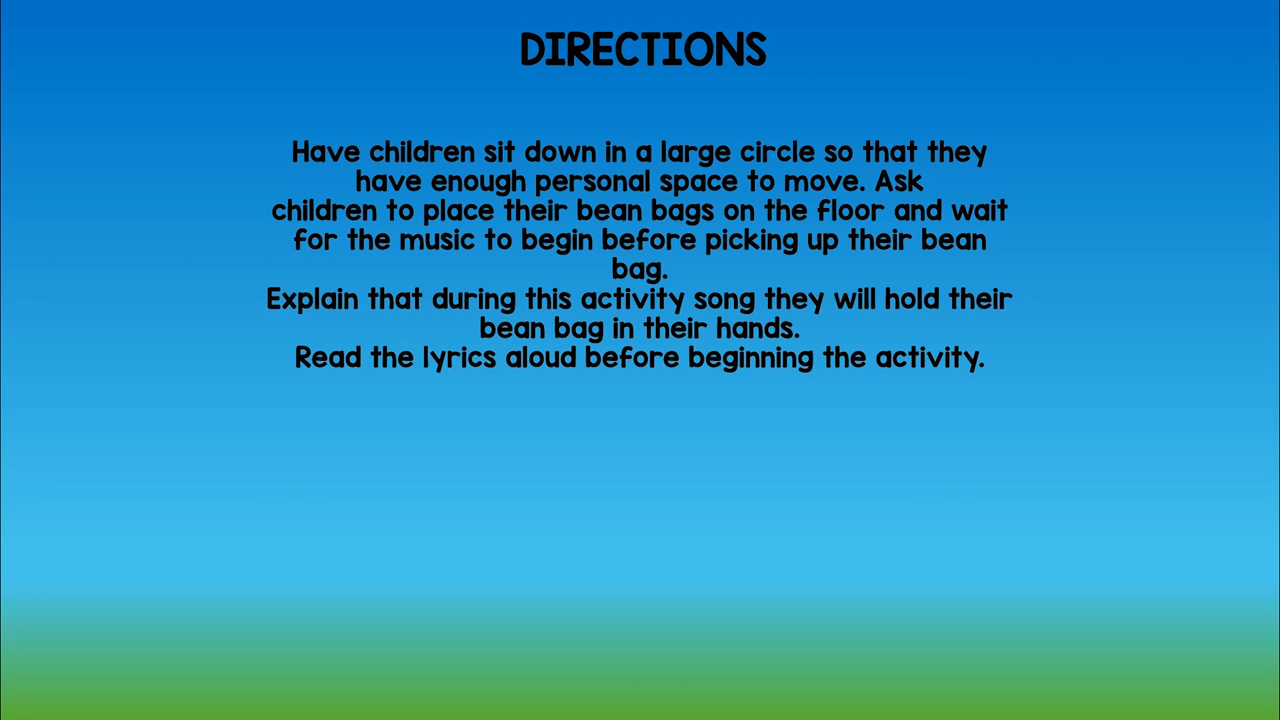 DIRECTIONS
Have children sit down in a large circle so that they
have enough personal space to move. Ask
children to place their bean bags on the floor and wait
for the music to begin before picking up their bean
bag.
Explain that during this activity song they will hold their
bean bag in their hands.
Read the lyrics aloud before beginning the activity.